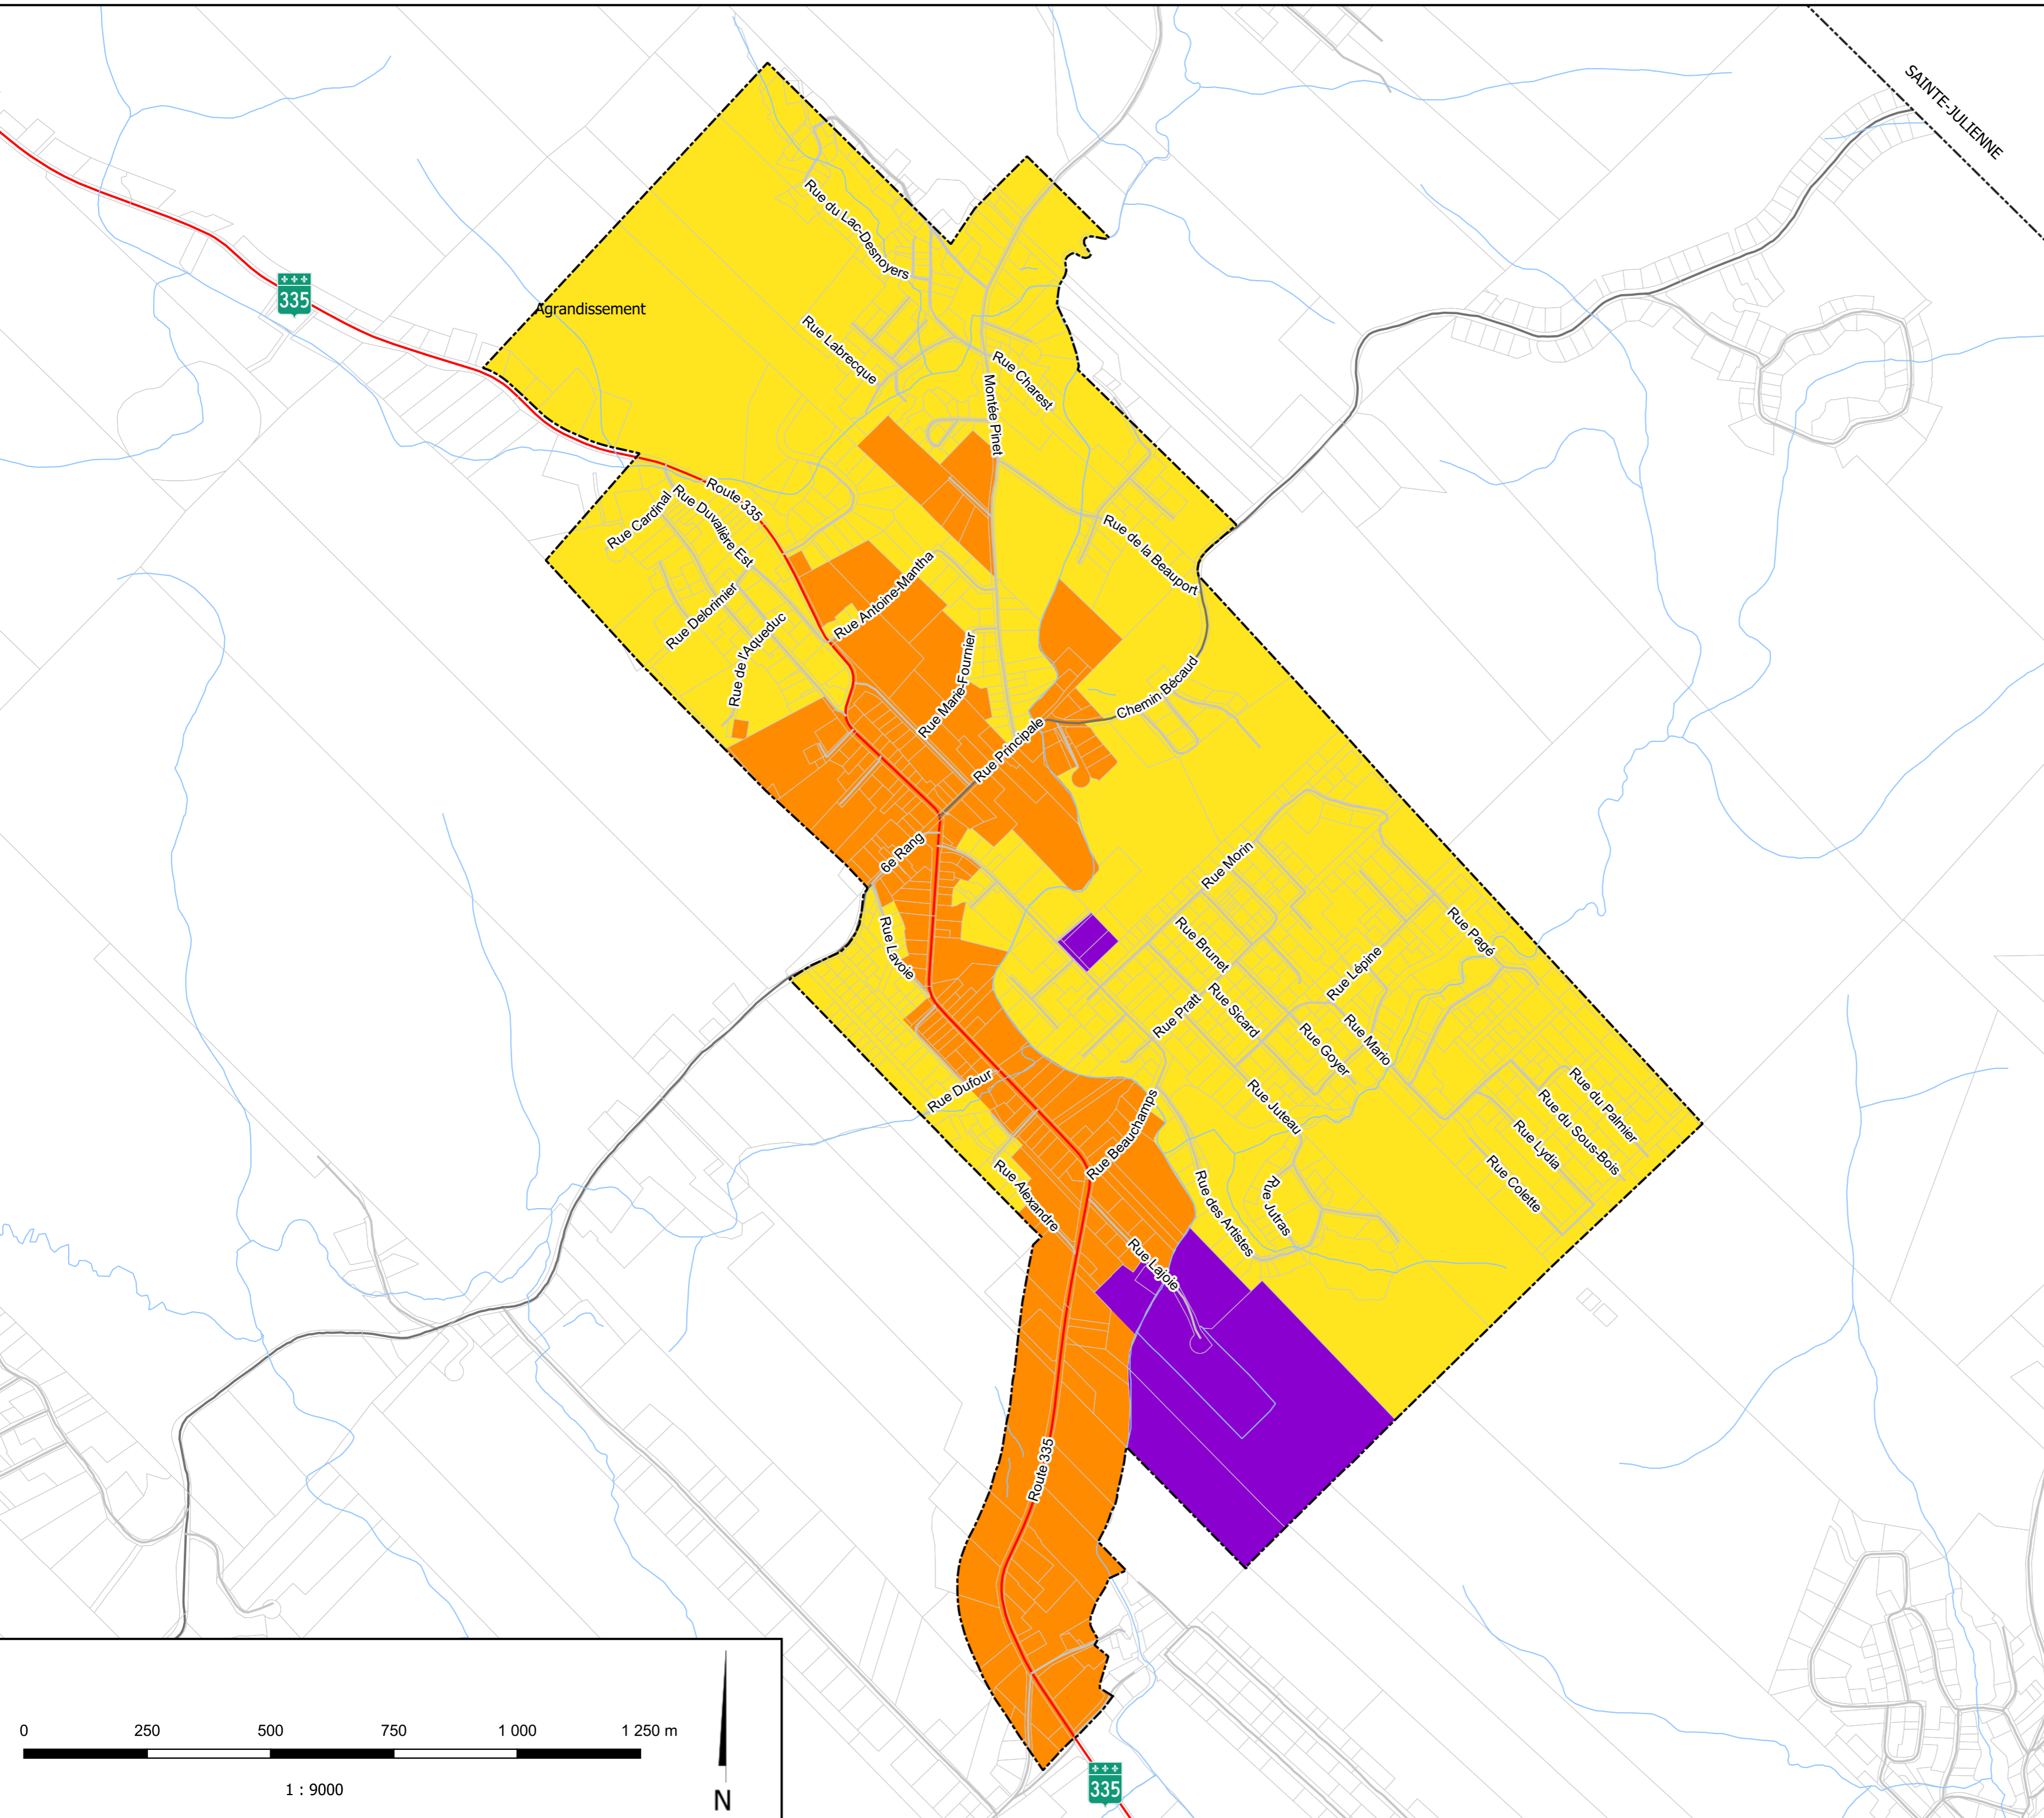 SAINTE-JULIENNE
Rue du Lac-Desnoyers
335
Agrandissement
Rue Labrecque
Rue Charest
Montée Pinet
Route 335
Rue Cardinal
Rue Duvalière Est
Rue de la Beauport
Rue Antoine-Mantha
Rue Delorimier
Rue de l'Aqueduc
Rue Marie-Fournier
Chemin Bécaud
Rue Principale
6e Rang
Rue Morin
Rue Lavoie
Rue Brunet
Rue Pagé
Rue Lépine
Rue Pratt
Rue Sicard
Rue Goyer
Rue Mario
Rue Dufour
Rue Juteau
Rue Beauchamps
Rue du Palmier
Rue du Sous-Bois
Rue Lydia
Rue Colette
Rue Alexandre
Rue des Artistes
Rue Jutras
Rue Lajoie
Route 335
0 250 500 750 1 000 1 250 m
1 : 9000
N
335